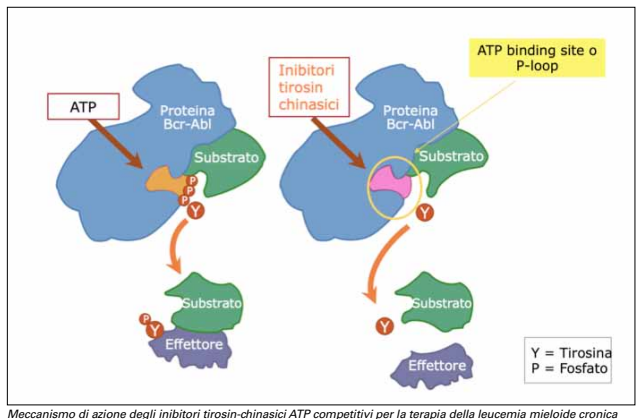 ATP
Proteina
Bcr-Abl
Substrato
P
P
P
Y
Substrato
P
Y
Effettore
Inibitori
tirosin
chinasici
ATP binding site o
P-loop
Proteina
Bcr-Abl
Substrato
Y
Substrato
Y
Effettore
Y = Tirosina
P = Fosfato
Meccanismo di azione degli inibitori tirosin-chinasici ATP competitivi per la terapia della leucemia mieloide cronica